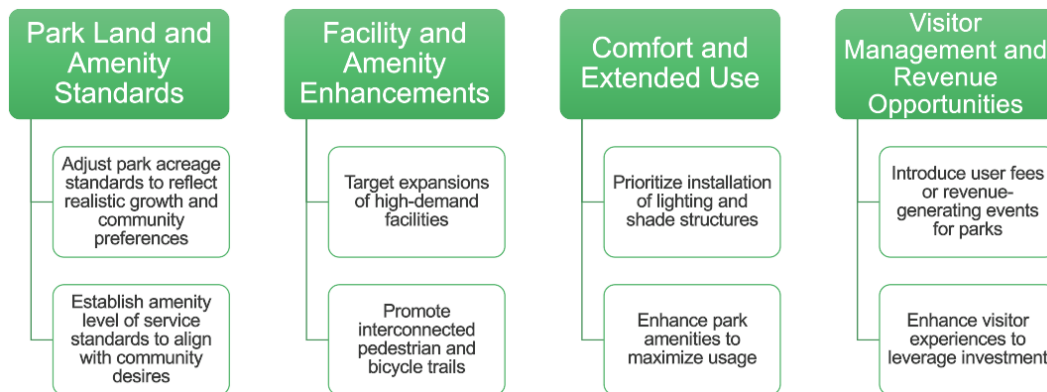 Park Land and
Amenity
Standards
Adjust park acreage
standards to reflect
realistic growth and
community
preferences
Establish amenity
level of service
standards to align
with community
desires
Facility and
Amenity
Enhancements
Target expansions
of high-demand
facilities
Promote
interconnected
pedestrian and
bicycle trails
Comfort and
Extended Use
Prioritize installation
of lighting and
shade structures
Enhance park
amenities to
maximize usage
Visitor
Management and
Revenue
Opportunities
Introduce user fees
or revenue-
generating events
for parks
Enhance visitor
experiences to
leverage investment